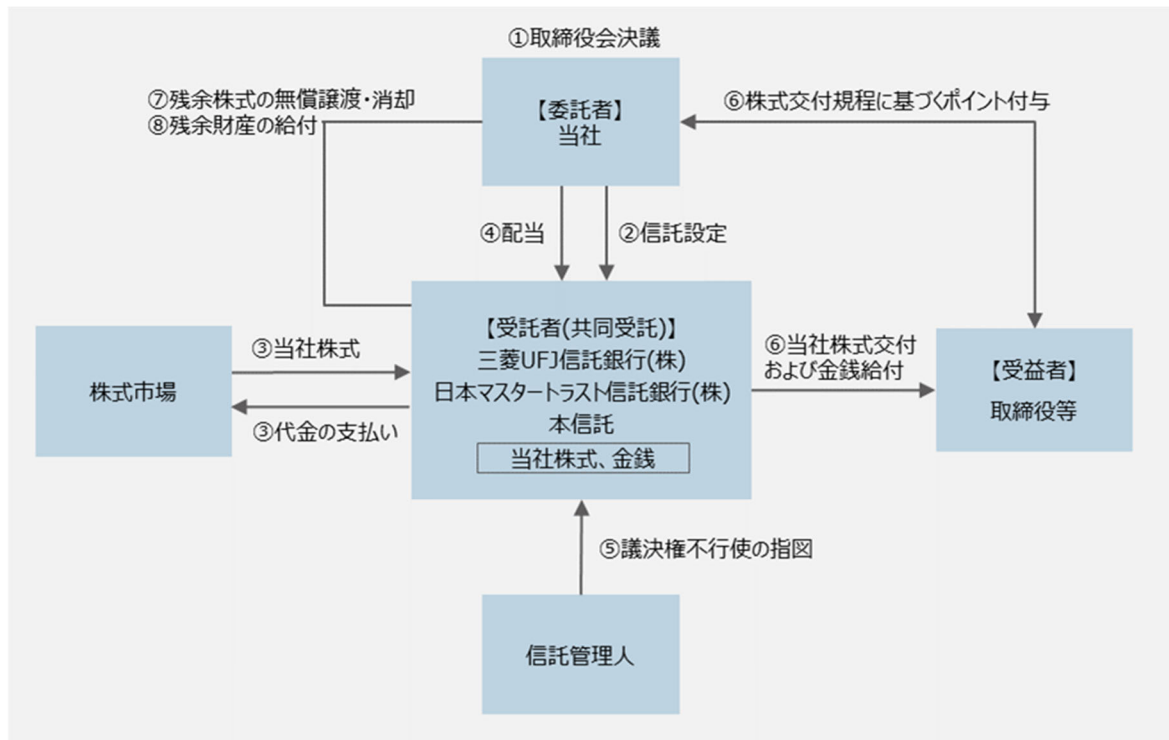 ①取締役会決議
⑦残余株式の無償譲渡・消却
⑧残余財産の給付
【委託者】
当社
⑥株式交付規程に基づくポイント付与
④配当
②信託設定
株式市場
③当社株式
③代金の支払い
【受託者(共同受託)】
三菱UFJ信託銀行(株)
日本マスタートラスト信託銀行(株)
本信託
当社株式、金銭
⑥当社株式交付
および金銭給付
【受益者】
取締役等
⑤議決権不行使の指図
信託管理人